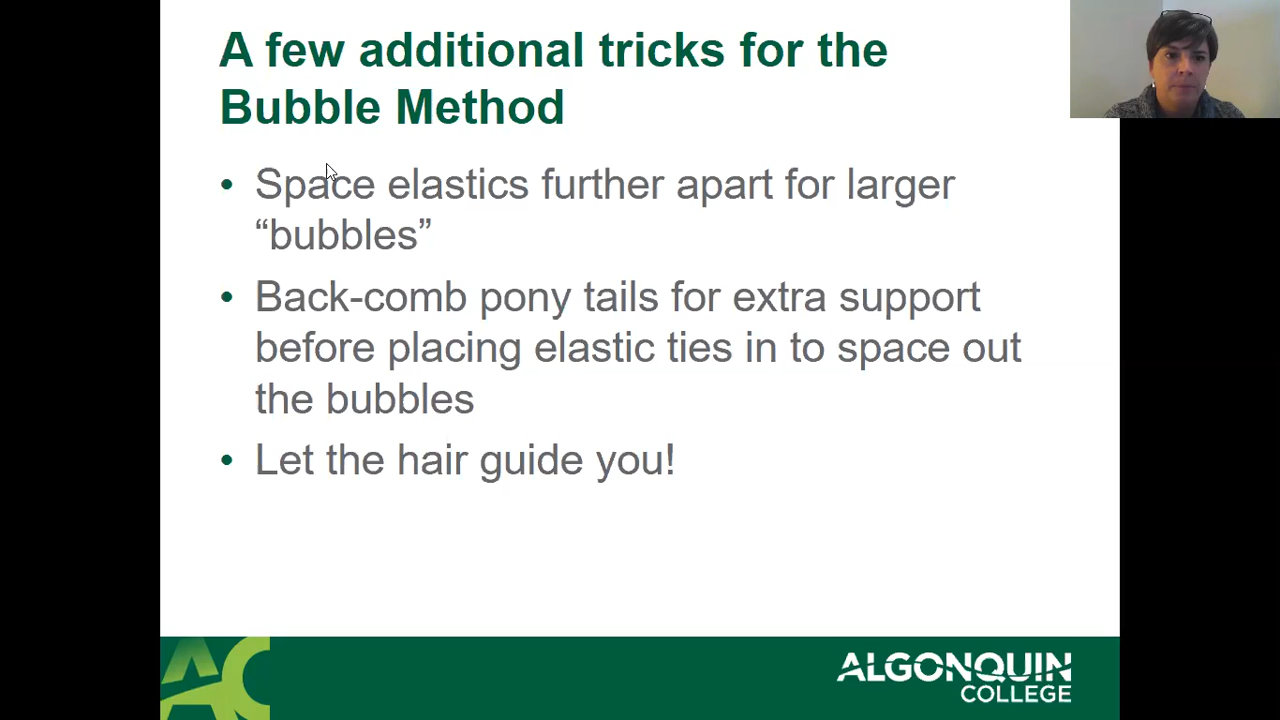 A few additional tricks for the
Bubble Method
• Space elastics further apart for larger
“bubbles”
• Back-comb pony tails for extra support
before placing elastic ties in to space out
the bubbles
• Let the hair guide you!
AC
ALGONQUIN
COLLEGE